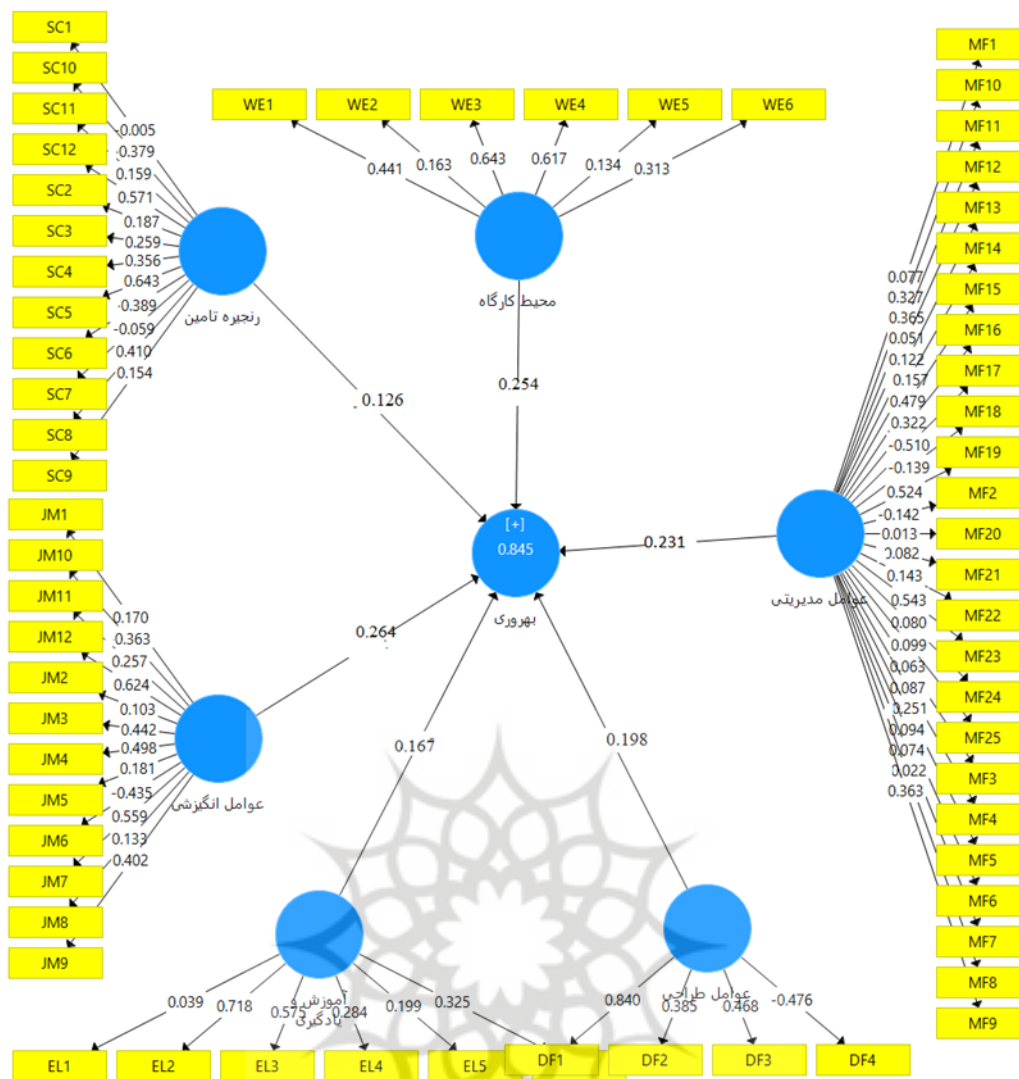 SC1
SC10
SC11
SC12
SC2
SC3
SC4
SC5
SC6
SC7
SC8
SC9
-0.005
-0.379
0.159
0.571
0.187
0.259
0.356
0.643
-0.389
-0.059
0.410
0.154
رنجیره تامین
WE1 WE2 WE3 WE4 WE5 WE6
0.441 0.163 0.643 0.617 0.134 0.313
محیط کارگاه
MF1
MF10
MF11
MF12
MF13
MF14
MF15
MF16
MF17
MF18
MF19
MF2
MF20
MF21
MF22
MF23
MF24
MF25
MF3
MF4
MF5
MF6
MF7
MF8
MF9
0.077
0.327
0.365
0.051
0.122
0.157
0.479
0.322
-0.510
-0.139
0.524
-0.142
0.013
0.082
0.143
0.543
0.080
0.099
0.063
0.087
0.251
0.094
0.074
0.022
0.363
عوامل مدیریتی
0.126
0.254
0.231
[+]
0.845
بهروری
0.264
0.167
0.198
JM1
JM10
JM11
JM12
JM2
JM3
JM4
JM5
JM6
JM7
JM8
JM9
0.170
0.363
0.257
0.624
0.103
0.442
0.498
0.181
-0.435
0.559
0.133
0.402
عوامل انگیزشی
آموزش و
یادگیری
0.039 0.718 0.575 0.284 0.199 0.325
EL1 EL2 EL3 EL4 EL5
عوامل طراحی
0.840 0.385 0.468 -0.476
DF1 DF2 DF3 DF4